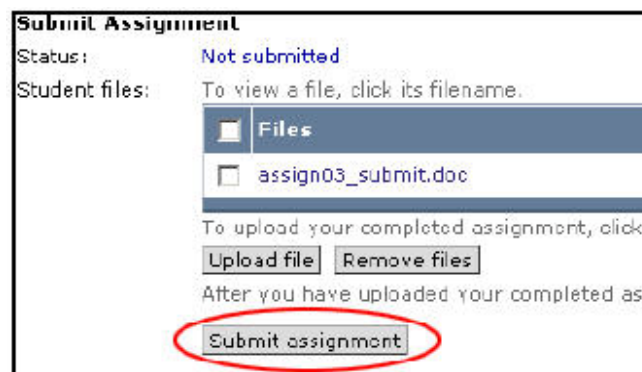 Submit Assignment
Status: Not submitted
Student files: To view a file, click its filename.
Files
assign03_submit.doc
To upload your completed assignment, click
Upload file Remove files
After you have uploaded your completed as
Submit assignment